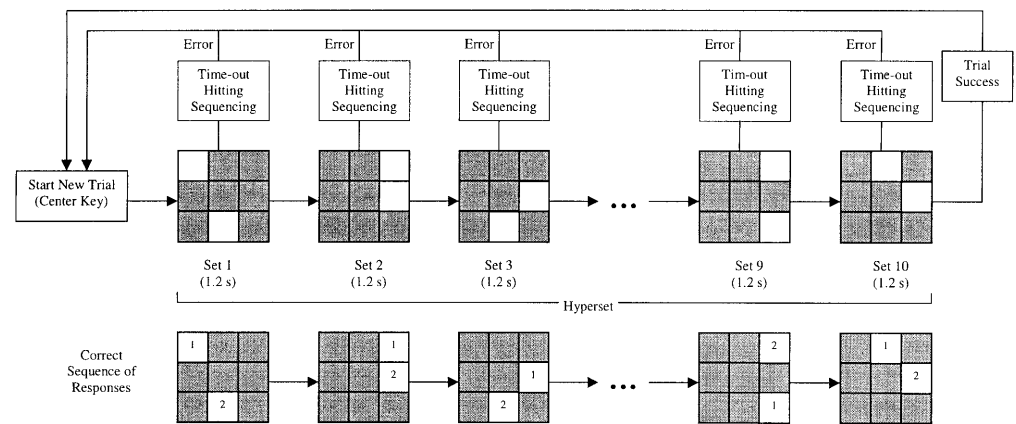 Error
Error
Error
Error
Error
Time-out
Hitting
Sequencing
Time-out
Hitting
Sequencing
Time-out
Hitting
Sequencing
Tim-out
Hitting
Sequencing
Time-out
Hitting
Sequencing
Trial
Success
Start New Trial
(Center Key)
...
Set 1
(1.2 s)
Set 2
(1.2 s)
Set 3
(1.2 s)
Set 9
(1.2 s)
Set 10
(1.2 s)
Hyperset
Correct
Sequence of
Responses
1
2
1
2
1
2
...
2
1
1
2